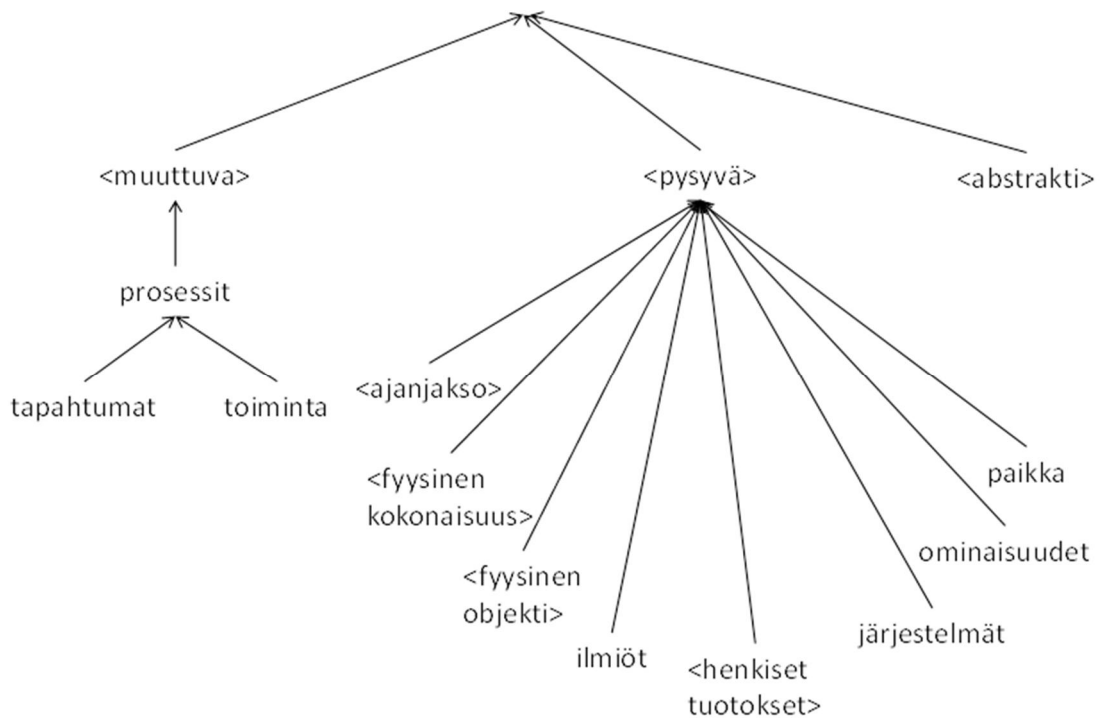 <muuttuva>
<pysyvä>
<abstrakti>
prosessit
tapahtumat
toiminta
<ajanjakso>
<fyysinen
kokonaisuus>
<fyysinen
objekti>
ilmiöt
<henkiset
tuotokset>
järjestelmät
ominaisuudet
paikka